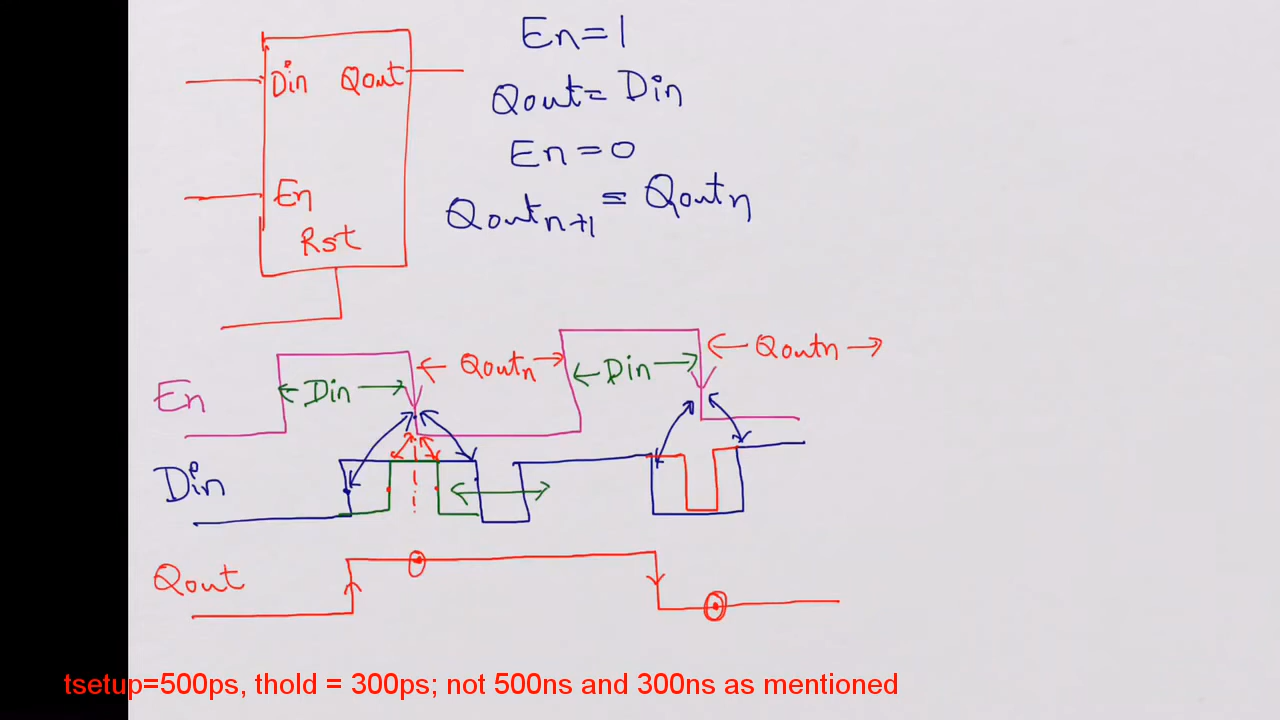 Din Qout
En
Rst
En = 1
Qout = Din
En = 0
Qoutn+1 = Qoutn
En
Din
Qoutn
Din
Qoutn
Din
Qout
tsetup=500ps, thold = 300ps; not 500ns and 300ns as mentioned